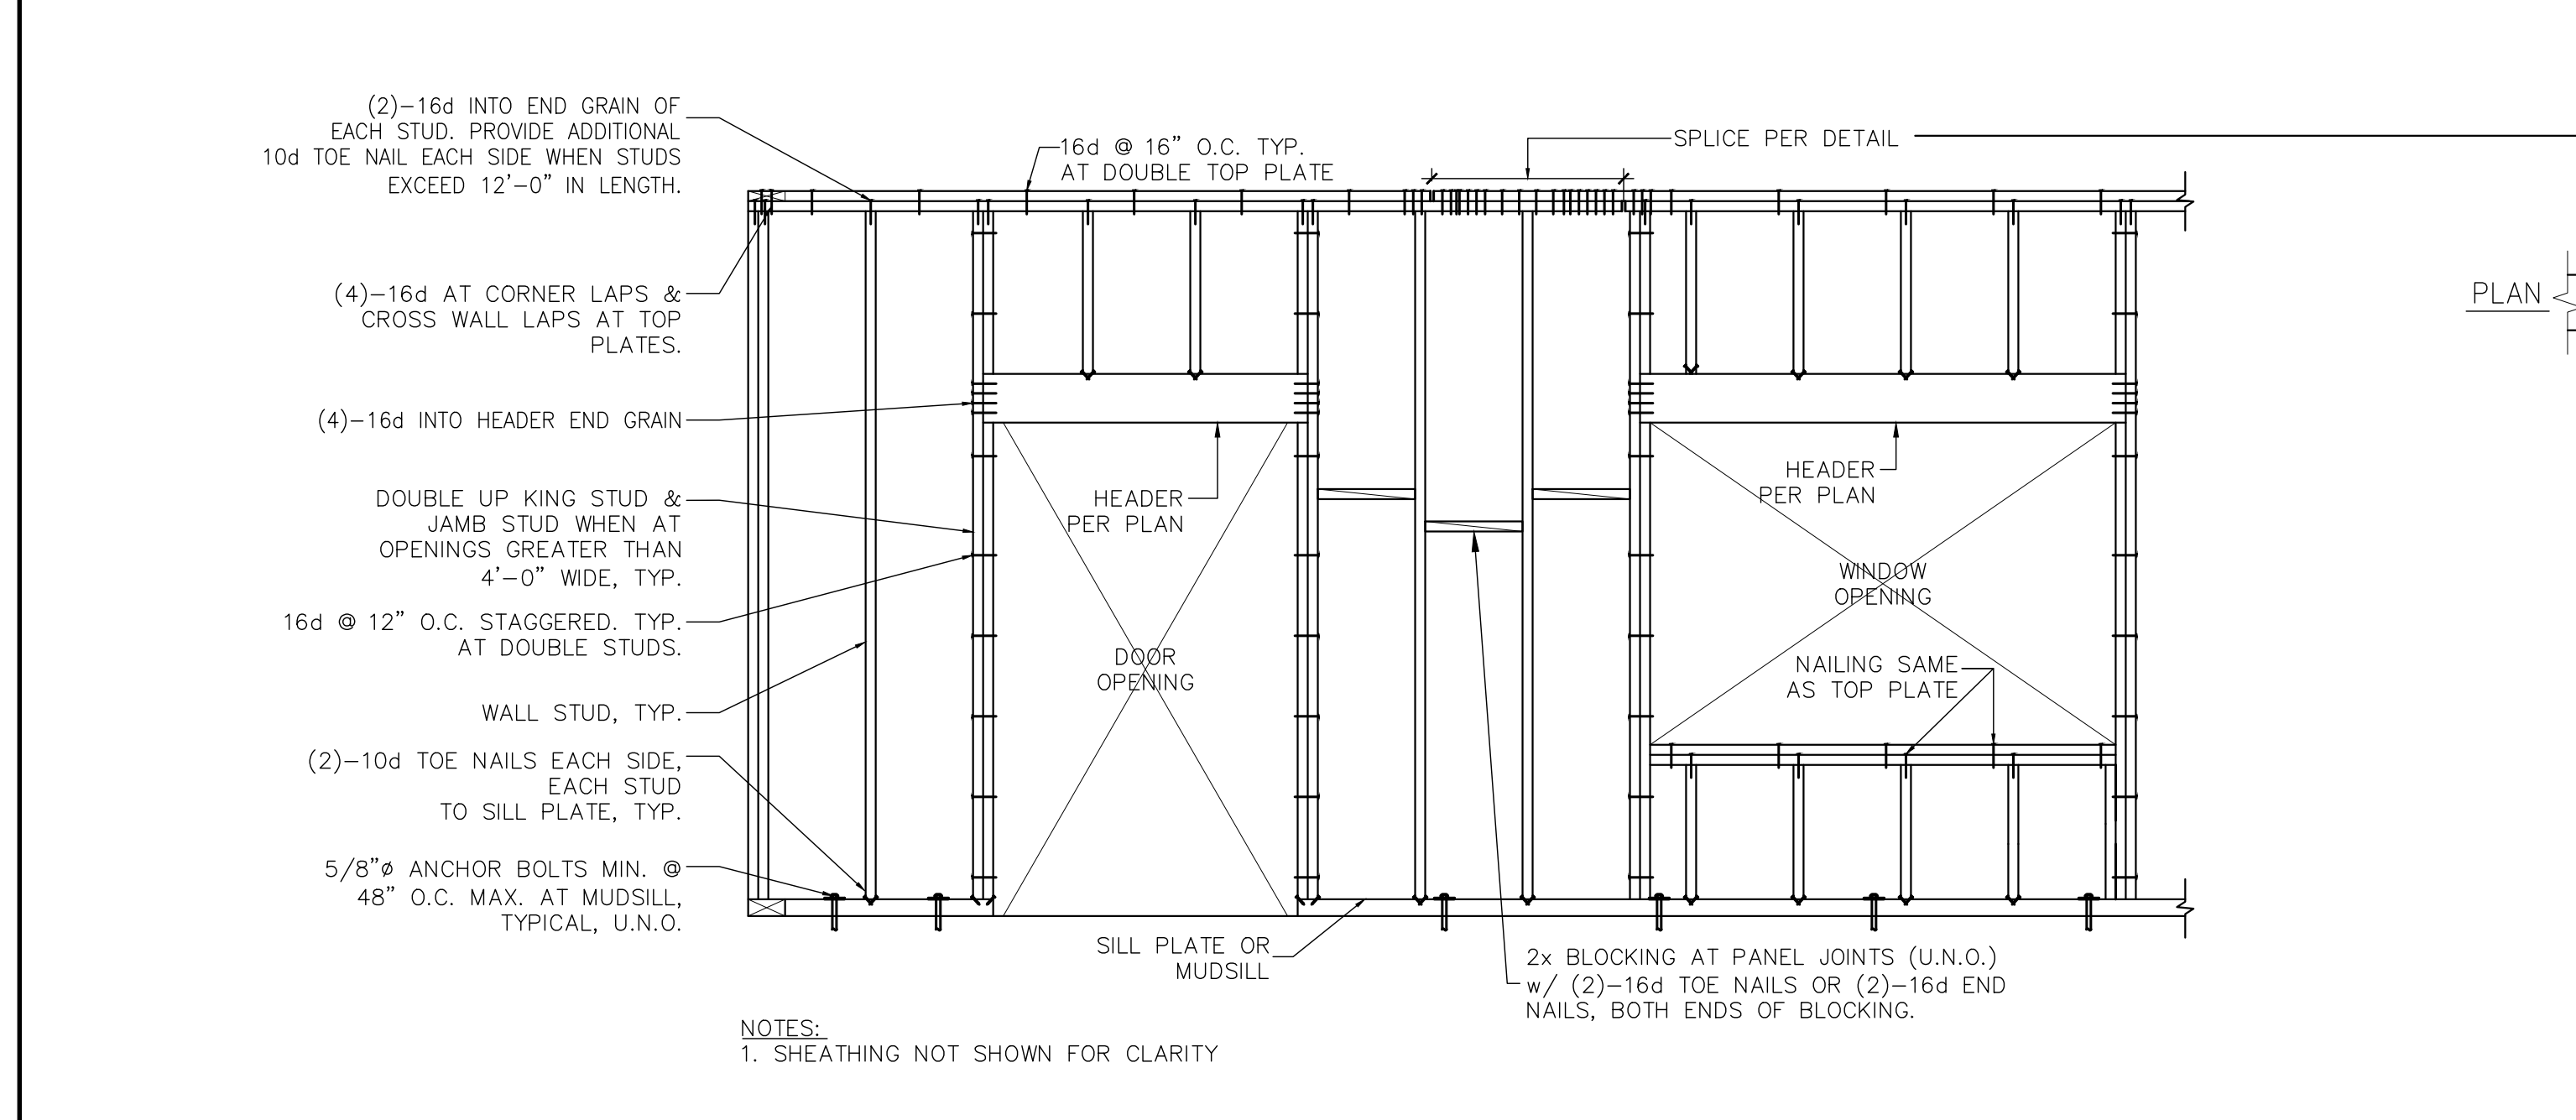 (2)-16d INTO END GRAIN OF
EACH STUD. PROVIDE ADDITIONAL
10d TOE NAIL EACH SIDE WHEN STUDS
EXCEED 12'-0" IN LENGTH.
16d @ 16" O.C. TYP.
AT DOUBLE TOP PLATE
SPLICE PER DETAIL
(4)-16d AT CORNER LAPS &
CROSS WALL LAPS AT TOP
PLATES.
PLAN
(4)-16d INTO HEADER END GRAIN
DOUBLE UP KING STUD &
JAMB STUD WHEN AT
OPENINGS GREATER THAN
4'-0" WIDE, TYP.
HEADER
PER PLAN
HEADER
PER PLAN
WINDOW
OPENING
16d @ 12" O.C. STAGGERED. TYP.
AT DOUBLE STUDS.
DOOR
OPENING
NAILING SAME
AS TOP PLATE
WALL STUD, TYP.
(2)-10d TOE NAILS EACH SIDE,
EACH STUD
TO SILL PLATE, TYP.
5/8"ø ANCHOR BOLTS MIN. @
48" O.C. MAX. AT MUDSILL,
TYPICAL, U.N.O.
SILL PLATE OR
MUDSILL
2x BLOCKING AT PANEL JOINTS (U.N.O.)
w/ (2)-16d TOE NAILS OR (2)-16d END
NAILS, BOTH ENDS OF BLOCKING.
NOTES:
1. SHEATHING NOT SHOWN FOR CLARITY